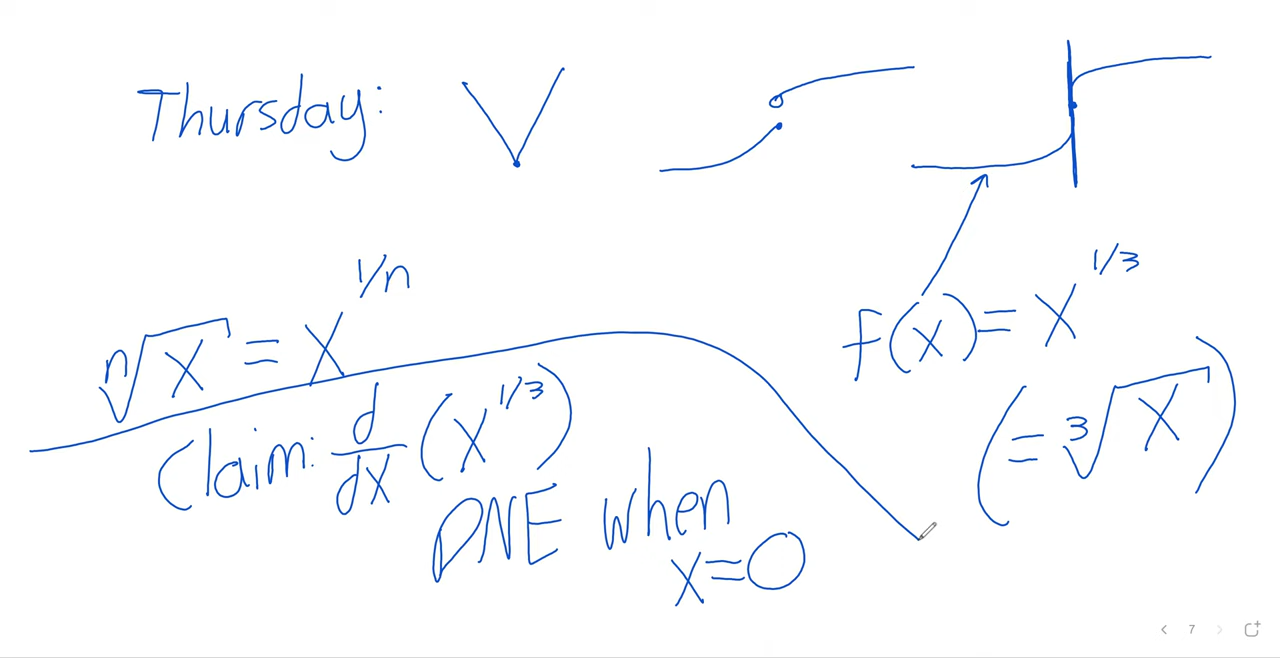 Thursday:
ⁿ√x = x^1/n
f(x) = x^1/3
(= ³√x)
Claim: d/dx (x^1/3)
DNE when
x=0
7